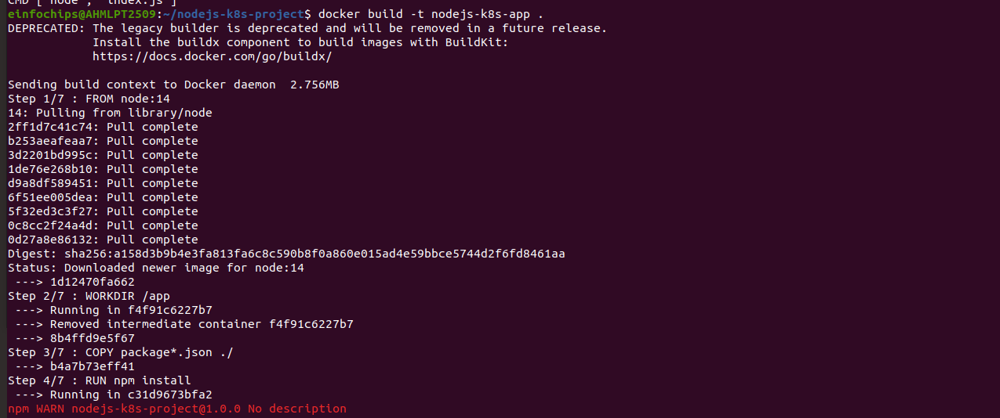 CMD ["node", "index.js"]
einfochips@AHMLPT2509:~/nodejs-k8s-project$ docker build -t nodejs-k8s-app .
DEPRECATED: The legacy builder is deprecated and will be removed in a future release.
            Install the buildx component to build images with BuildKit:
            https://docs.docker.com/go/buildx/

Sending build context to Docker daemon  2.756MB
Step 1/7 : FROM node:14
14: Pulling from library/node
2ff1d7c41c74: Pull complete
b253aeafeaa7: Pull complete
3d2201bd995c: Pull complete
1de76e268b10: Pull complete
d9a8df589451: Pull complete
6f51ee005dea: Pull complete
5f32ed3c3f27: Pull complete
0c8cc2f24a4d: Pull complete
0d27a8e86132: Pull complete
Digest: sha256:a158d3b9b4e3fa813fa6c8c590b8f0a860e015ad4e59bbce5744d2f6fd8461aa
Status: Downloaded newer image for node:14
 ---> 1d12470fa662
Step 2/7 : WORKDIR /app
 ---> Running in f4f91c6227b7
 ---> Removed intermediate container f4f91c6227b7
 ---> 8b4ffd9e5f67
Step 3/7 : COPY package*.json ./
 ---> b4a7b73eff41
Step 4/7 : RUN npm install
 ---> Running in c31d9673bfa2
npm WARN nodejs-k8s-project@1.0.0 No description